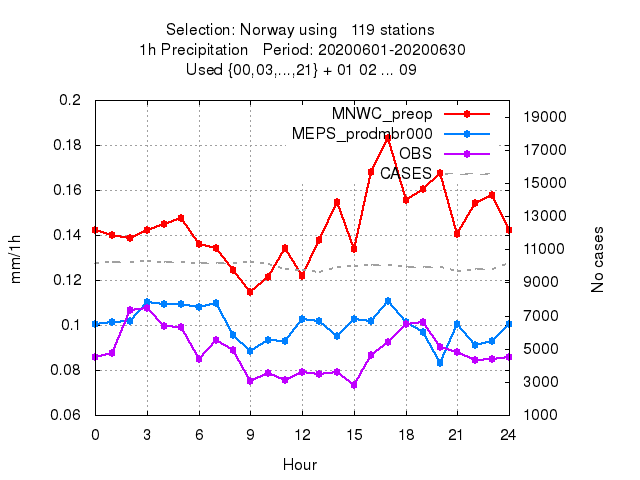 Selection: Norway using 119 stations
1h Precipitation Period: 20200601-20200630
Used {00,03,...,21} + 01 02 ... 09
MNWC_preop
MEPS_prodmbr000
OBS
CASES
mm/1h
0.2
0.18
0.16
0.14
0.12
0.1
0.08
0.06
No cases
19000
17000
15000
13000
11000
9000
7000
5000
3000
1000
0 3 6 9 12 15 18 21 24
Hour